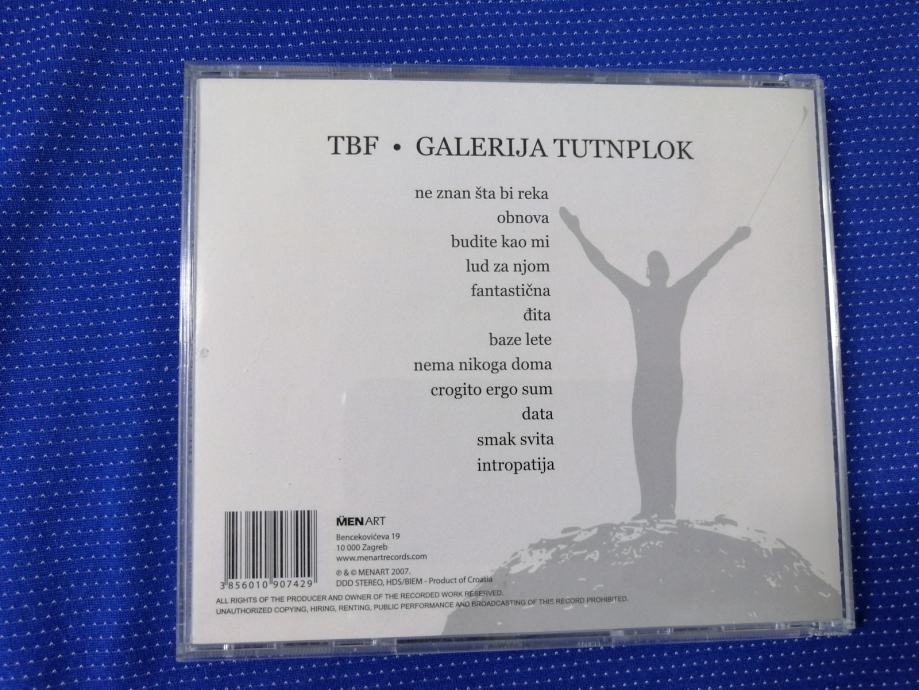 TBF • GALERIJA TUTNPLOK
ne znan šta bi reka
obnova
budite kao mi
lud za njom
fantastična
đita
baze lete
nema nikoga doma
crogito ergo sum
data
smak svita
intropatija
MENART
Bencekovićeva 19
10 000 Zagreb
www.menartrecords.com
℗ & © MENART 2007.
DDD STEREO, HDS/BIEM - Product of Croatia
3856010 907429
ALL RIGHTS OF THE PRODUCER AND OWNER OF THE RECORDED WORK RESERVED.
UNAUTHORIZED COPYING, HIRING, RENTING, PUBLIC PERFORMANCE AND BROADCASTING OF THIS RECORD PROHIBITED.